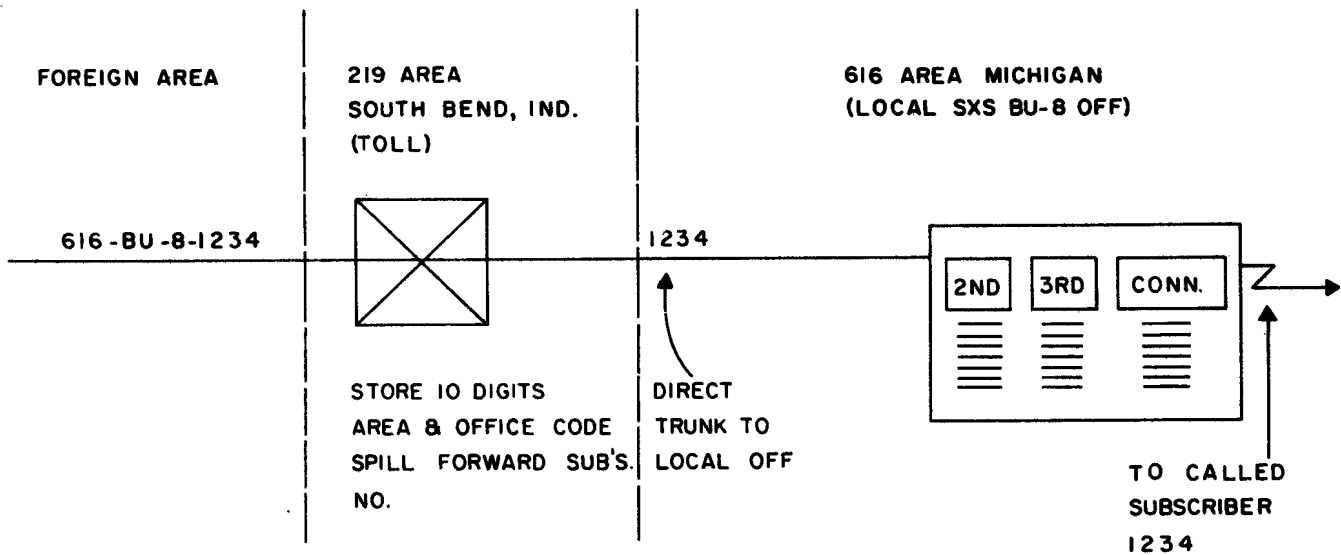 FOREIGN AREA
219 AREA
SOUTH BEND, IND.
(TOLL)
616 AREA MICHIGAN
(LOCAL SXS BU-8 OFF)
616-BU-8-1234
1234
2ND
3RD
CONN.
STORE 10 DIGITS
AREA & OFFICE CODE
SPILL FORWARD SUB'S.
NO.
DIRECT
TRUNK TO
LOCAL OFF
TO CALLED
SUBSCRIBER
1234